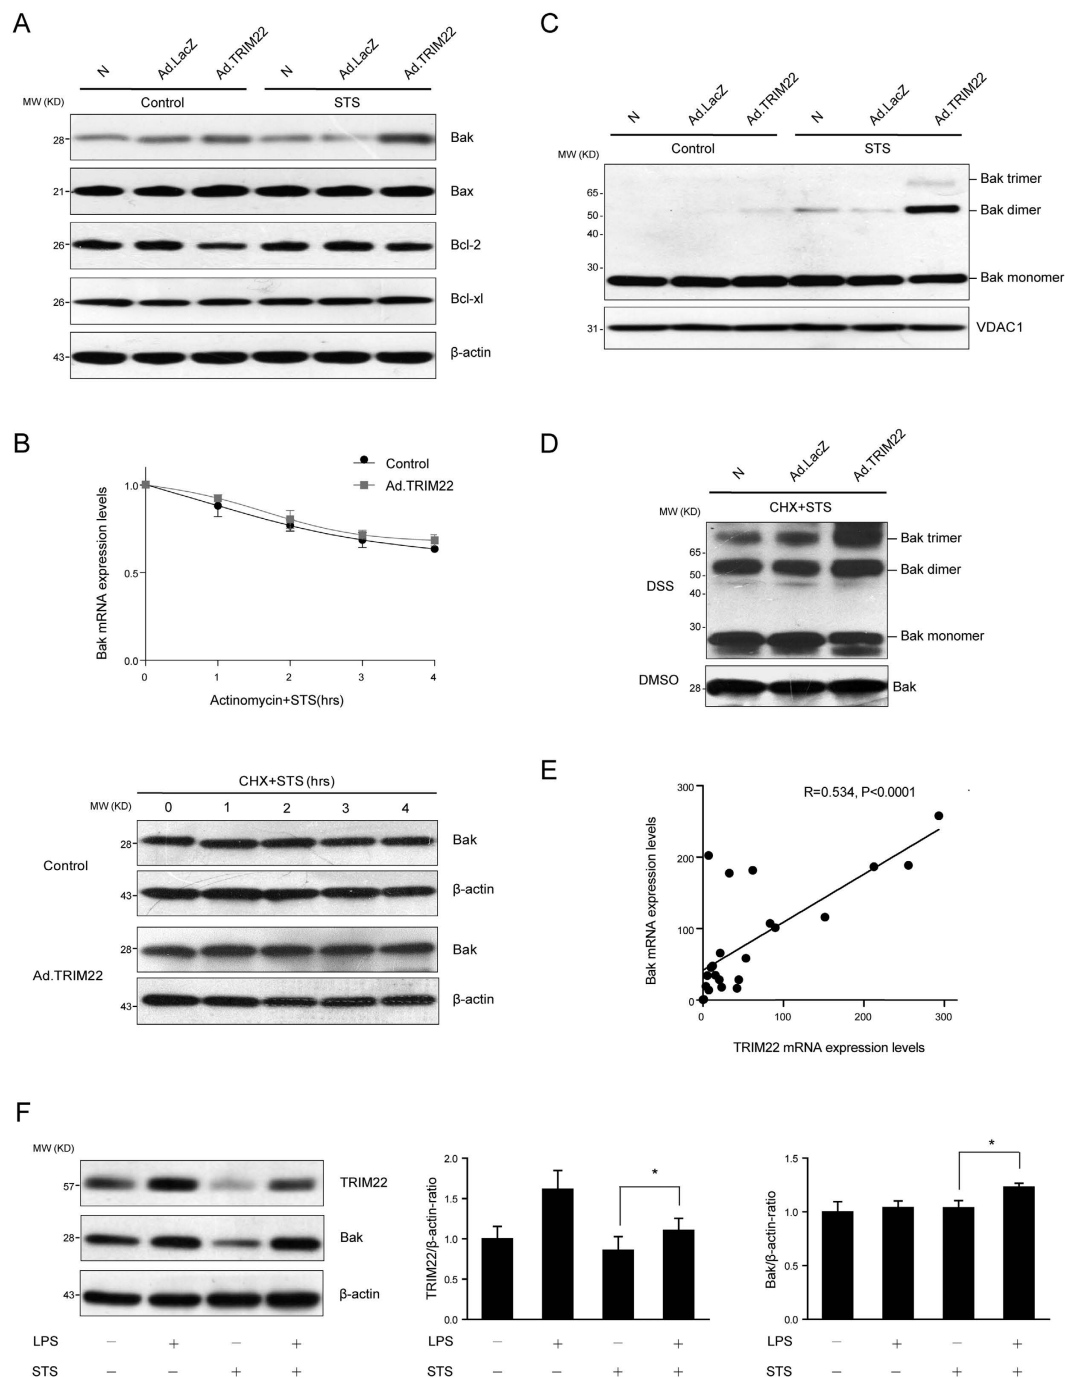 A
N Ad.LacZ Ad.TRIM22 N Ad.LacZ Ad.TRIM22
MW (KD) Control STS
28 Bak
21 Bax
26 Bcl-2
26 Bcl-xl
43 β-actin
C
N Ad.LacZ Ad.TRIM22 N Ad.LacZ Ad.TRIM22
Control STS
MW (KD)
Bak trimer
65
50 Bak dimer
40
30
Bak monomer
31 VDAC1
B
Control
Ad.TRIM22
Bak mRNA expression levels
1.0
0.5
0.0
0 1 2 3 4
Actinomycin+STS(hrs)
CHX+STS (hrs)
MW (KD) 0 1 2 3 4
Control
28 Bak
43 β-actin
Ad.TRIM22
28 Bak
43 β-actin
D
N Ad.LacZ Ad.TRIM22
CHX+STS
MW (KD)
Bak trimer
65
50 Bak dimer
DSS
40
30 Bak monomer
DMSO 28 Bak
E
R=0.534, P<0.0001
Bak mRNA expression levels
300
200
100
0
0 100 200 300
TRIM22 mRNA expression levels
F
MW (KD)
57 TRIM22
28 Bak
43 β-actin
LPS – + – +
STS – – + +
TRIM22/β-actin-ratio
2.0
1.5
1.0
0.5
0.0
*
LPS – + – +
STS – – + +
Bak/β-actin-ratio
1.5
1.0
0.5
0.0
*
LPS – + – +
STS – – + +